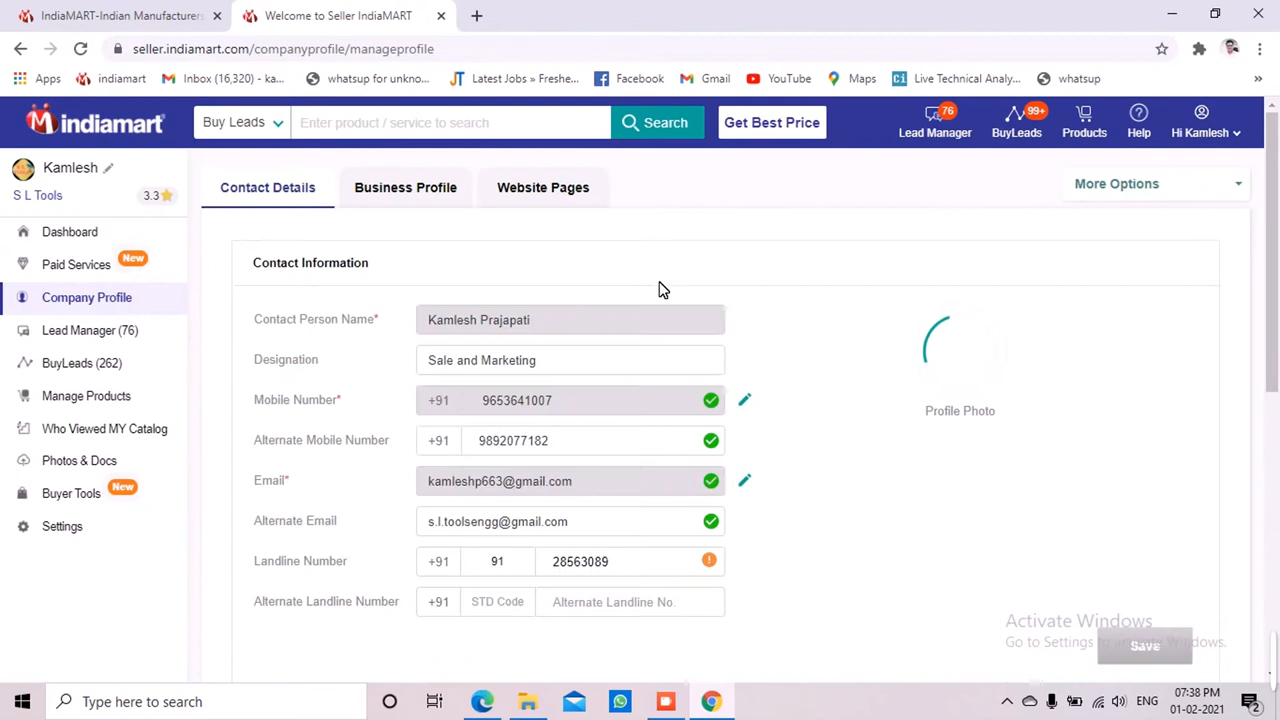 IndiaMART-Indian Manufacturers
Welcome to Seller IndiaMART
seller.indiamart.com/companyprofile/manageprofile
Apps
indiamart
Inbox (16,320) - ka...
whatsup for unkno...
Latest Jobs » Freshe...
Facebook
Gmail
YouTube
Maps
Live Technical Analy...
whatsup
»
indiamart
Buy Leads
Enter product / service to search
Search
Get Best Price
76
Lead Manager
99+
BuyLeads
Products
Help
Hi Kamlesh
Kamlesh
S L Tools
3.3
Dashboard
Paid Services
New
Company Profile
Lead Manager (76)
BuyLeads (262)
Manage Products
Who Viewed MY Catalog
Photos & Docs
Buyer Tools
New
Settings
Contact Details
Business Profile
Website Pages
More Options
Contact Information
Contact Person Name*
Kamlesh Prajapati
Designation
Sale and Marketing
Mobile Number*
+91 9653641007
Alternate Mobile Number
+91 9892077182
Email*
kamleshp663@gmail.com
Alternate Email
s.l.toolsengg@gmail.com
Landline Number
+91 91 28563089
Alternate Landline Number
+91 STD Code Alternate Landline No.
Profile Photo
Activate Windows
Go to Settings to activate Windows.
Save
Type here to search
ENG
07:38 PM
01-02-2021
2